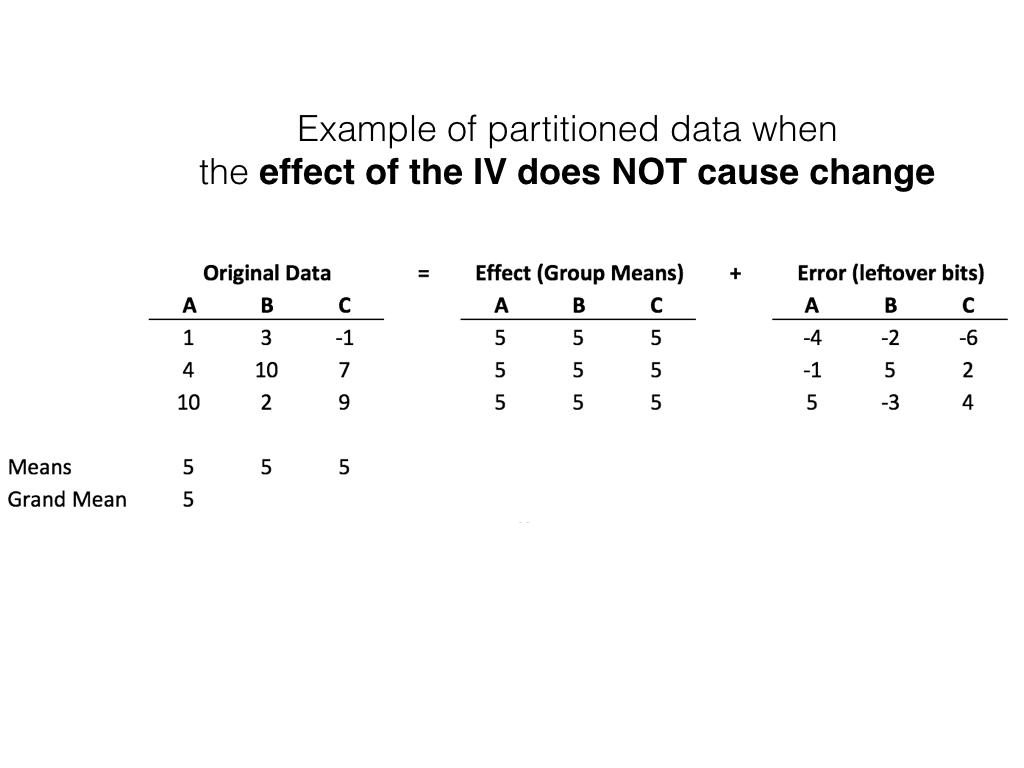 Example of partitioned data when
the effect of the IV does NOT cause change
Original Data = Effect (Group Means) + Error (leftover bits)
A B C A B C A B C
1 3 -1 5 5 5 -4 -2 -6
4 10 7 5 5 5 -1 5 2
10 2 9 5 5 5 5 -3 4
Means 5 5 5
Grand Mean 5